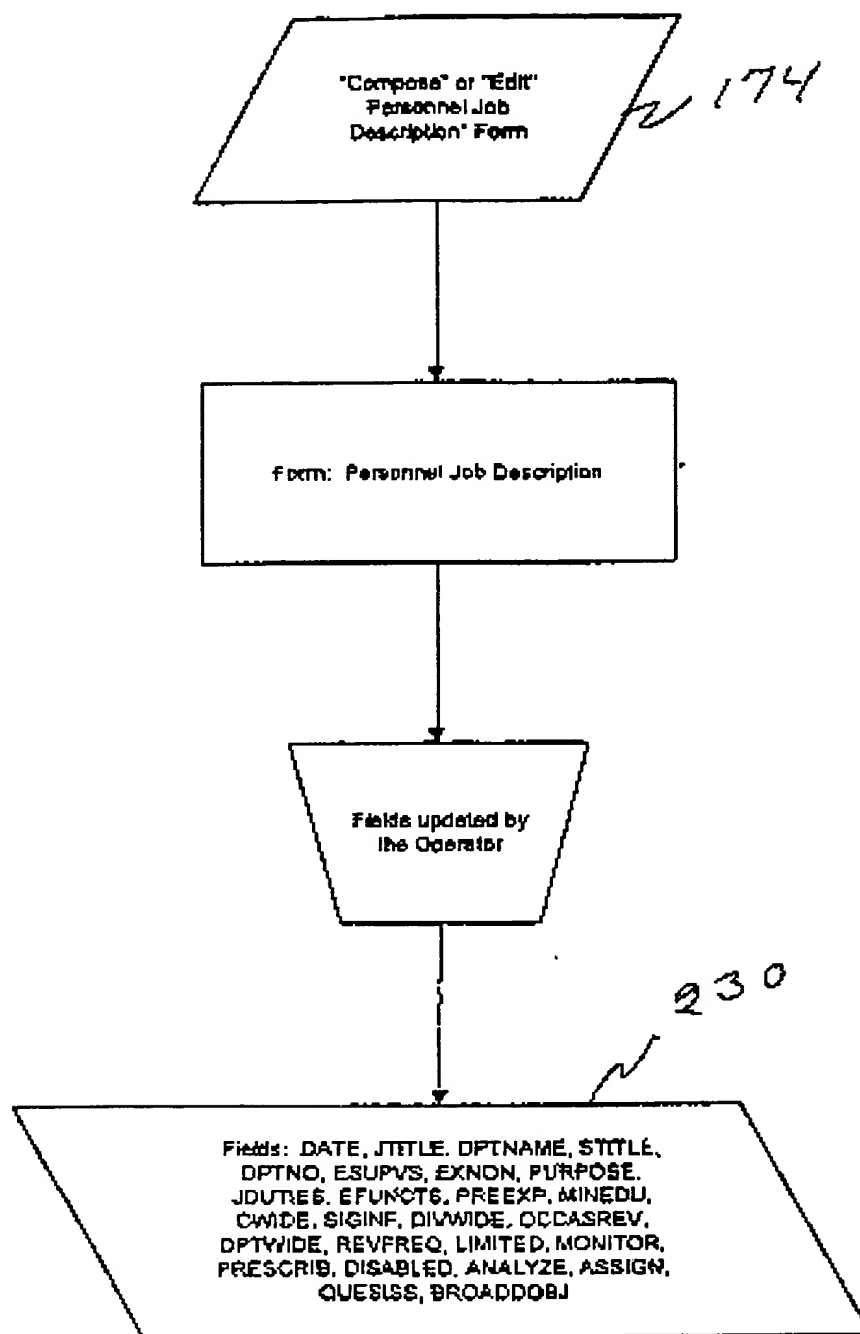 "Compose" or "Edit"
Personnel Job
Description" Form
174
Form: Personnel Job Description
Fields updated by
the Operator
230
Fields: DATE, JTITLE, DPTNAME, STITLE,
DPTNO, ESUPVS, EXNON, PURPOSE,
JDUTIES, EFUNCTS, PREEXP, MINEDU,
CWIDE, SIGINF, DIVWIDE, OCCASREV,
DPTWIDE, REVFREQ, LIMITED, MONITOR,
PRESCRIB, DISABLED, ANALYZE, ASSIGN,
QUESISS, BROADDOBJ